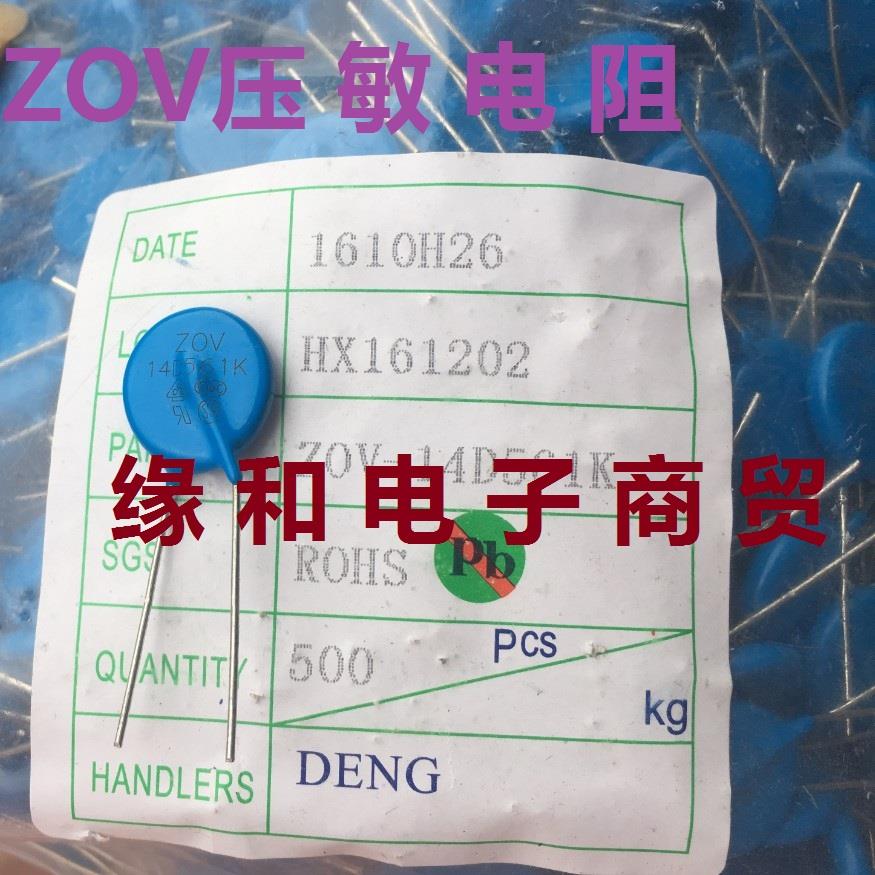 ZOV压敏电阻
DATE 1610H26
HX161202
ZOV
ZOV-14D561K
缘和电子商贸
SGS ROHS Pb
QUANTITY 500 PCS
kg
HANDLERS DENG